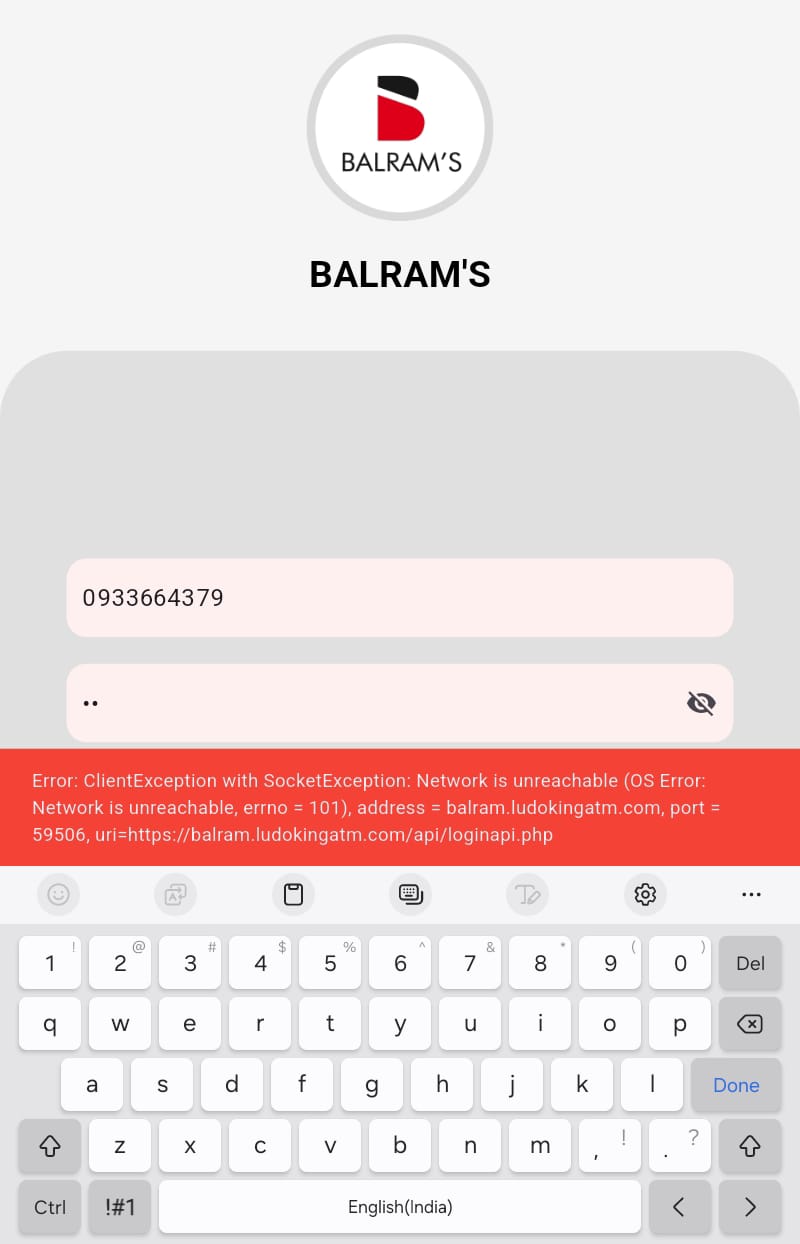 B
BALRAM'S
BALRAM'S
0933664379
••
Error: ClientException with SocketException: Network is unreachable (OS Error:
Network is unreachable, errno = 101), address = balram.ludokingatm.com, port =
59506, uri=https://balram.ludokingatm.com/api/loginapi.php
1 ! 2 @ 3 # 4 $ 5 % 6 ^ 7 & 8 * 9 ( 0 ) Del
q w e r t y u i o p
a s d f g h j k l Done
z x c v b n m , ! . ?
Ctrl !#1 English(India) < >